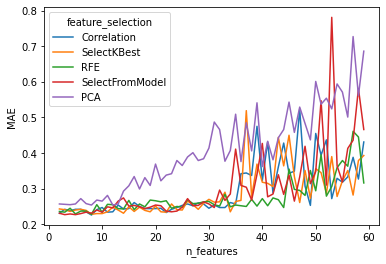 feature_selection
Correlation
SelectKBest
RFE
SelectFromModel
PCA
0.8
0.7
0.6
0.5
0.4
0.3
0.2
MAE
0
10
20
30
40
50
60
n_features